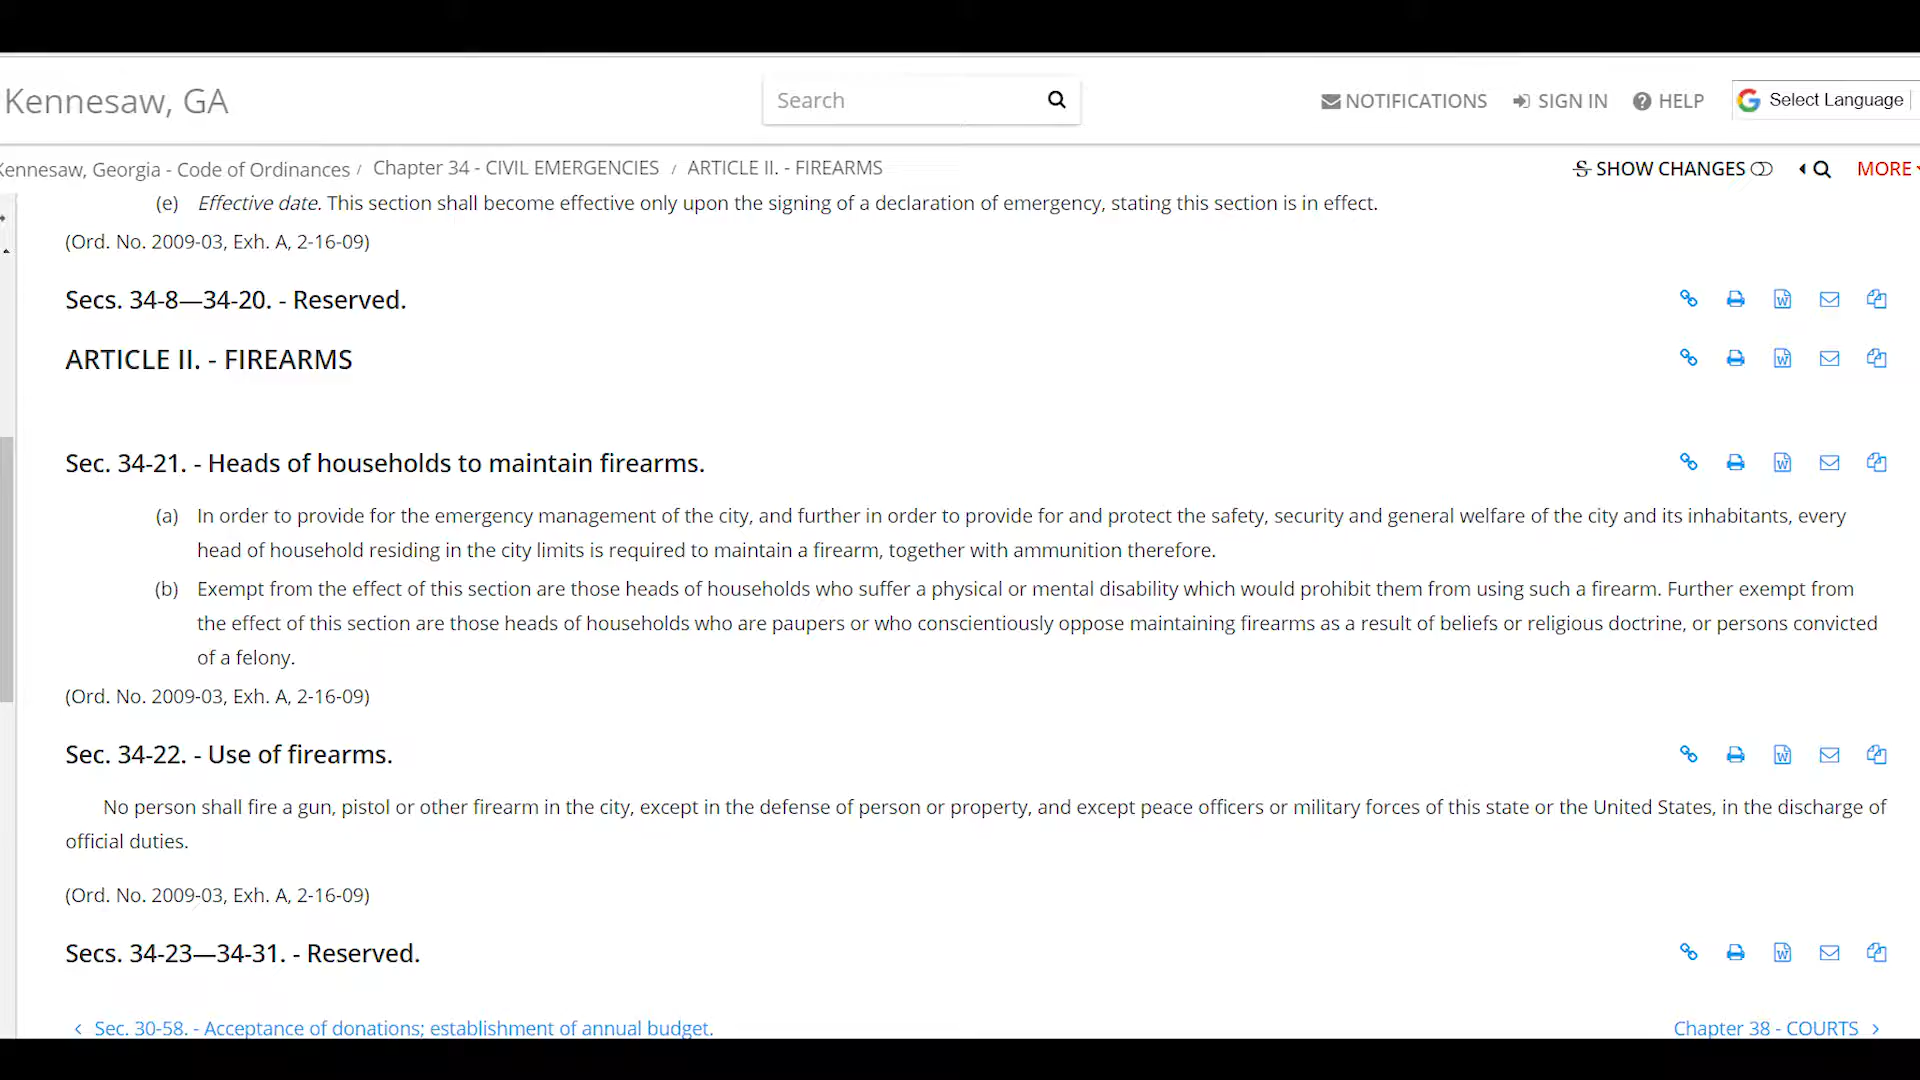 Kennesaw, GA
Search
NOTIFICATIONS
SIGN IN
HELP
Select Language
Kennesaw, Georgia - Code of Ordinances / Chapter 34 - CIVIL EMERGENCIES / ARTICLE II. - FIREARMS
SHOW CHANGES
MORE
(e) Effective date. This section shall become effective only upon the signing of a declaration of emergency, stating this section is in effect.
(Ord. No. 2009-03, Exh. A, 2-16-09)
Secs. 34-8—34-20. - Reserved.
ARTICLE II. - FIREARMS
Sec. 34-21. - Heads of households to maintain firearms.
(a) In order to provide for the emergency management of the city, and further in order to provide for and protect the safety, security and general welfare of the city and its inhabitants, every
head of household residing in the city limits is required to maintain a firearm, together with ammunition therefore.
(b) Exempt from the effect of this section are those heads of households who suffer a physical or mental disability which would prohibit them from using such a firearm. Further exempt from
the effect of this section are those heads of households who are paupers or who conscientiously oppose maintaining firearms as a result of beliefs or religious doctrine, or persons convicted
of a felony.
(Ord. No. 2009-03, Exh. A, 2-16-09)
Sec. 34-22. - Use of firearms.
No person shall fire a gun, pistol or other firearm in the city, except in the defense of person or property, and except peace officers or military forces of this state or the United States, in the discharge of
official duties.
(Ord. No. 2009-03, Exh. A, 2-16-09)
Secs. 34-23—34-31. - Reserved.
< Sec. 30-58. - Acceptance of donations; establishment of annual budget.
Chapter 38 - COURTS >